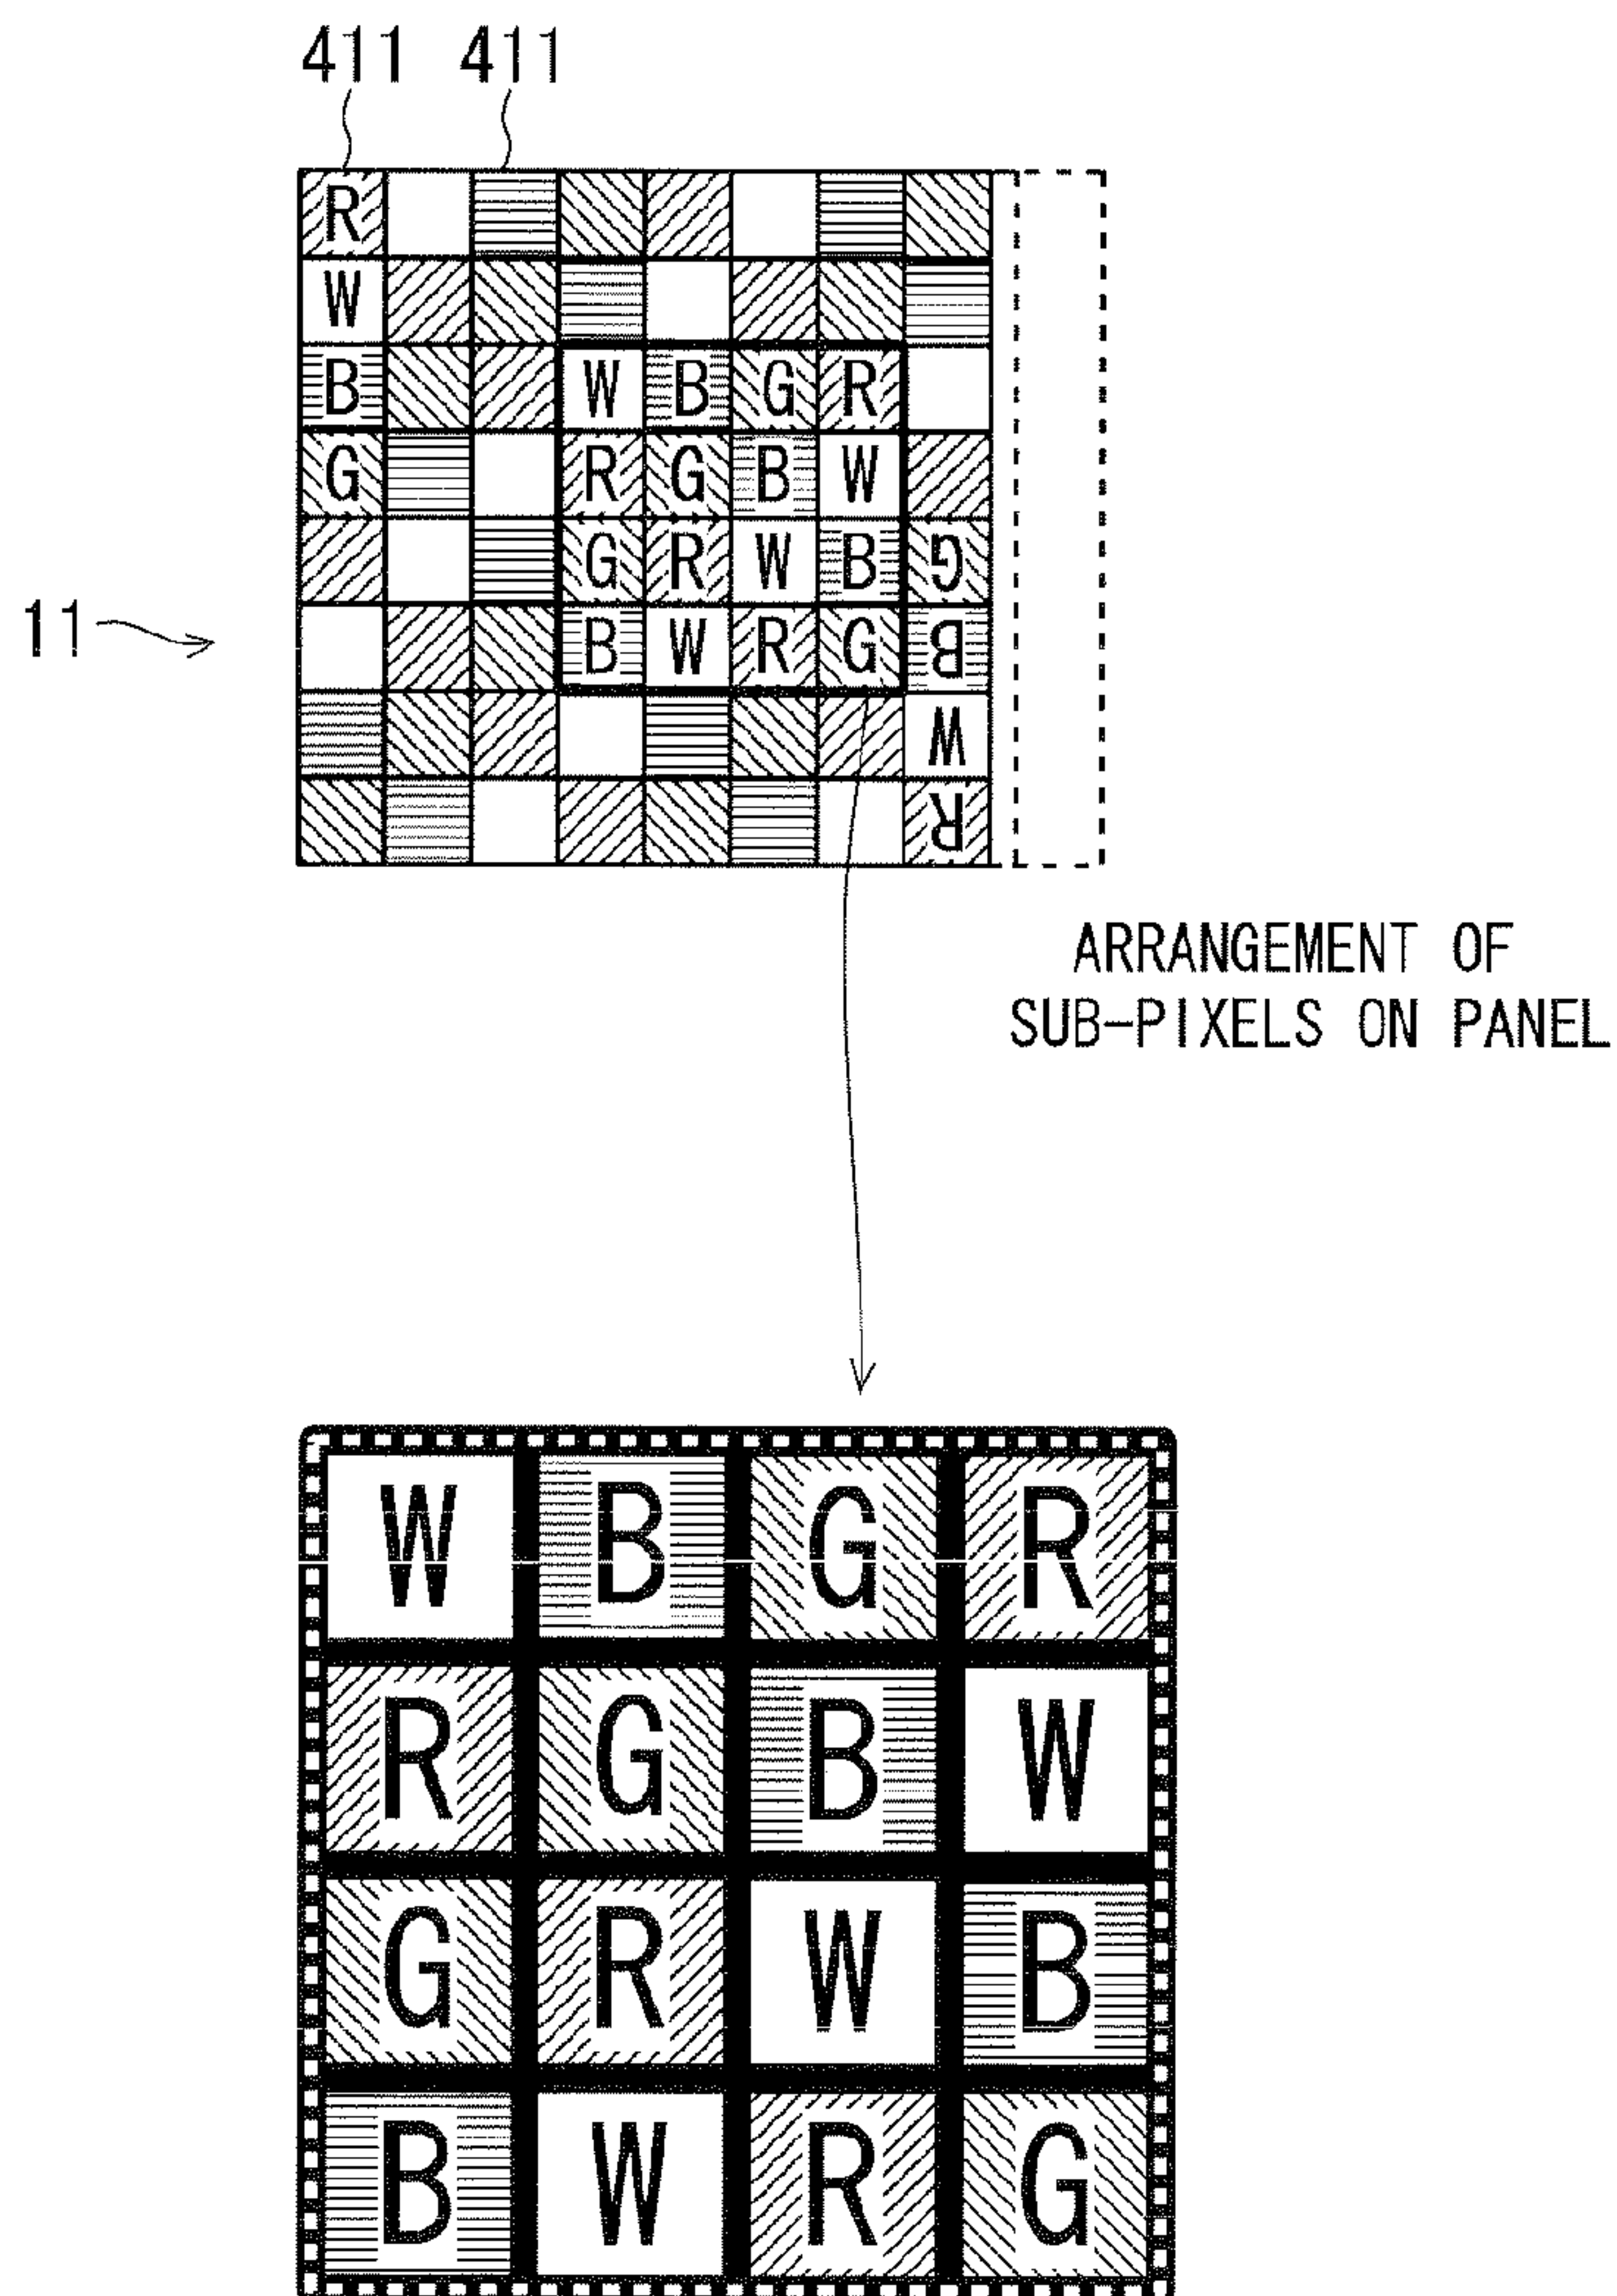 411 411
R
W
B W B G R
G R G B W
G R W B G
11
B W R G B
W
R
ARRANGEMENT OF
SUB-PIXELS ON PANEL
W B G R
R G B W
G R W B
B W R G